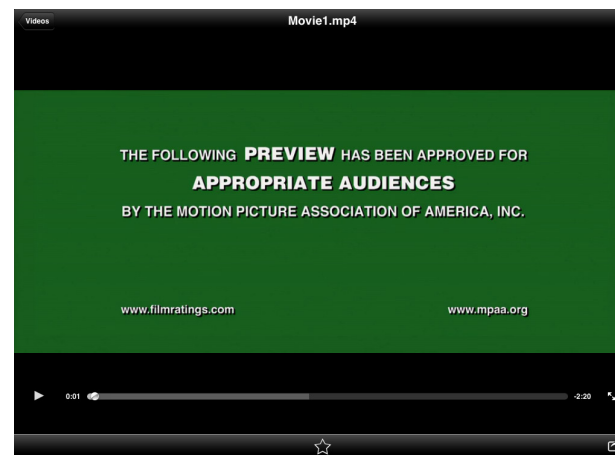 Videos
Movie1.mp4
THE FOLLOWING PREVIEW HAS BEEN APPROVED FOR
APPROPRIATE AUDIENCES
BY THE MOTION PICTURE ASSOCIATION OF AMERICA, INC.
www.filmratings.com www.mpaa.org
0:01 -2:20